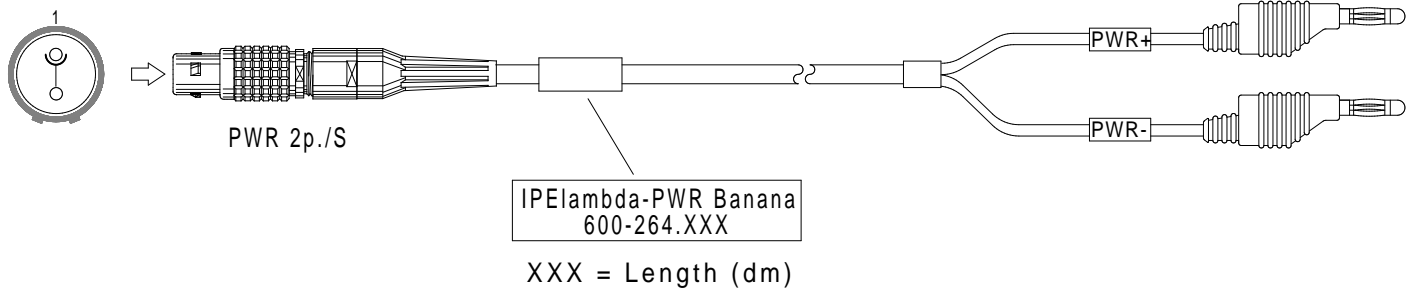 1
PWR+
PWR-
PWR 2p./S
IPElambda-PWR Banana
600-264.XXX
XXX = Length (dm)